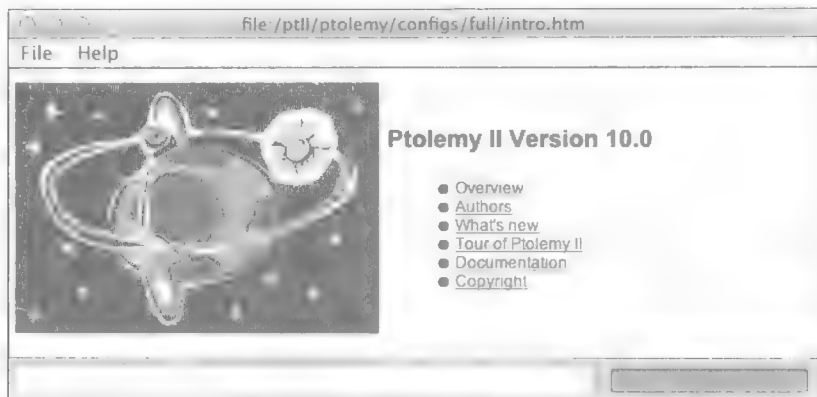 file:/ptII/ptolemy/configs/full/intro.htm
File Help
Ptolemy II Version 10.0
Overview
Authors
What's new
Tour of Ptolemy II
Documentation
Copyright